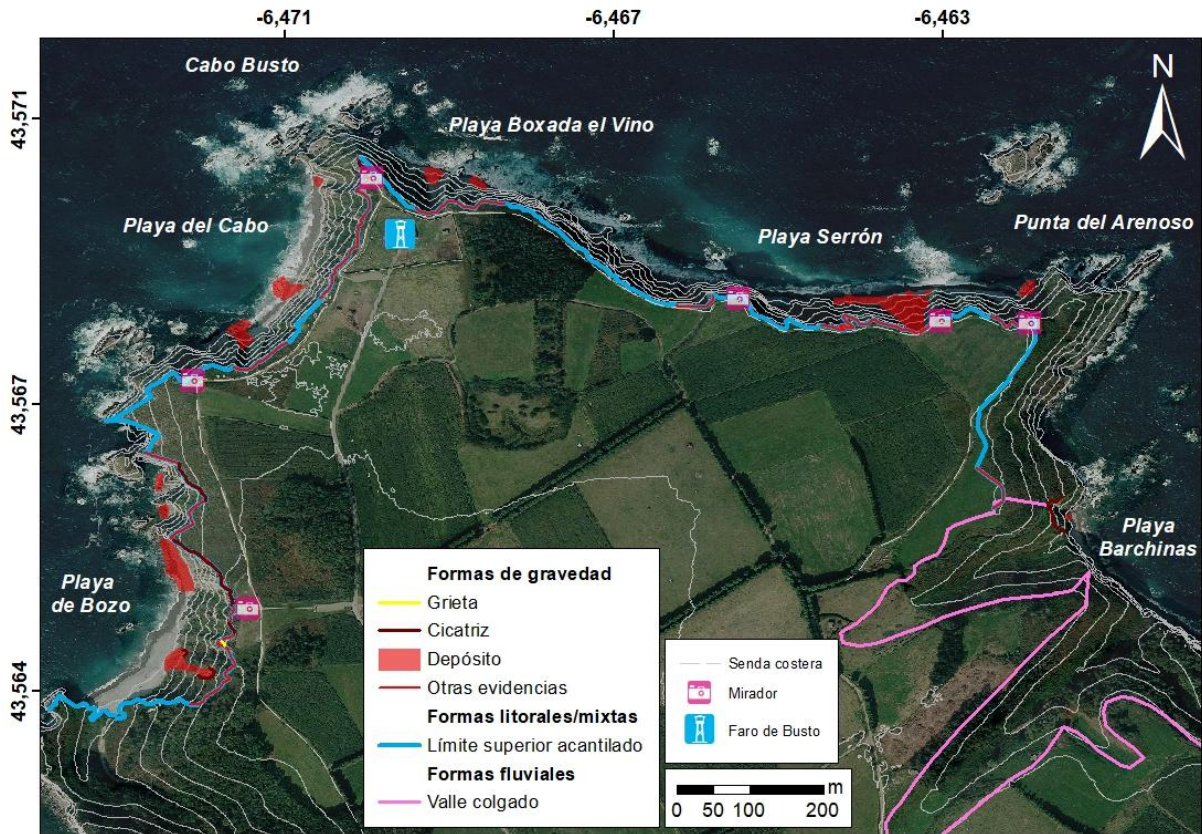 -6,471
-6,467
-6,463
Cabo Busto
N
43,571
Playa Boxada el Vino
Playa del Cabo
Playa Serrón
Punta del Arenoso
43,567
Playa
Barchinas
Playa
de Bozo
Formas de gravedad
Grieta
Cicatriz
Depósito
Otras evidencias
Formas litorales/mixtas
Límite superior acantilado
Formas fluviales
Valle colgado
Senda costera
Mirador
Faro de Busto
43,564
m
0 50 100 200